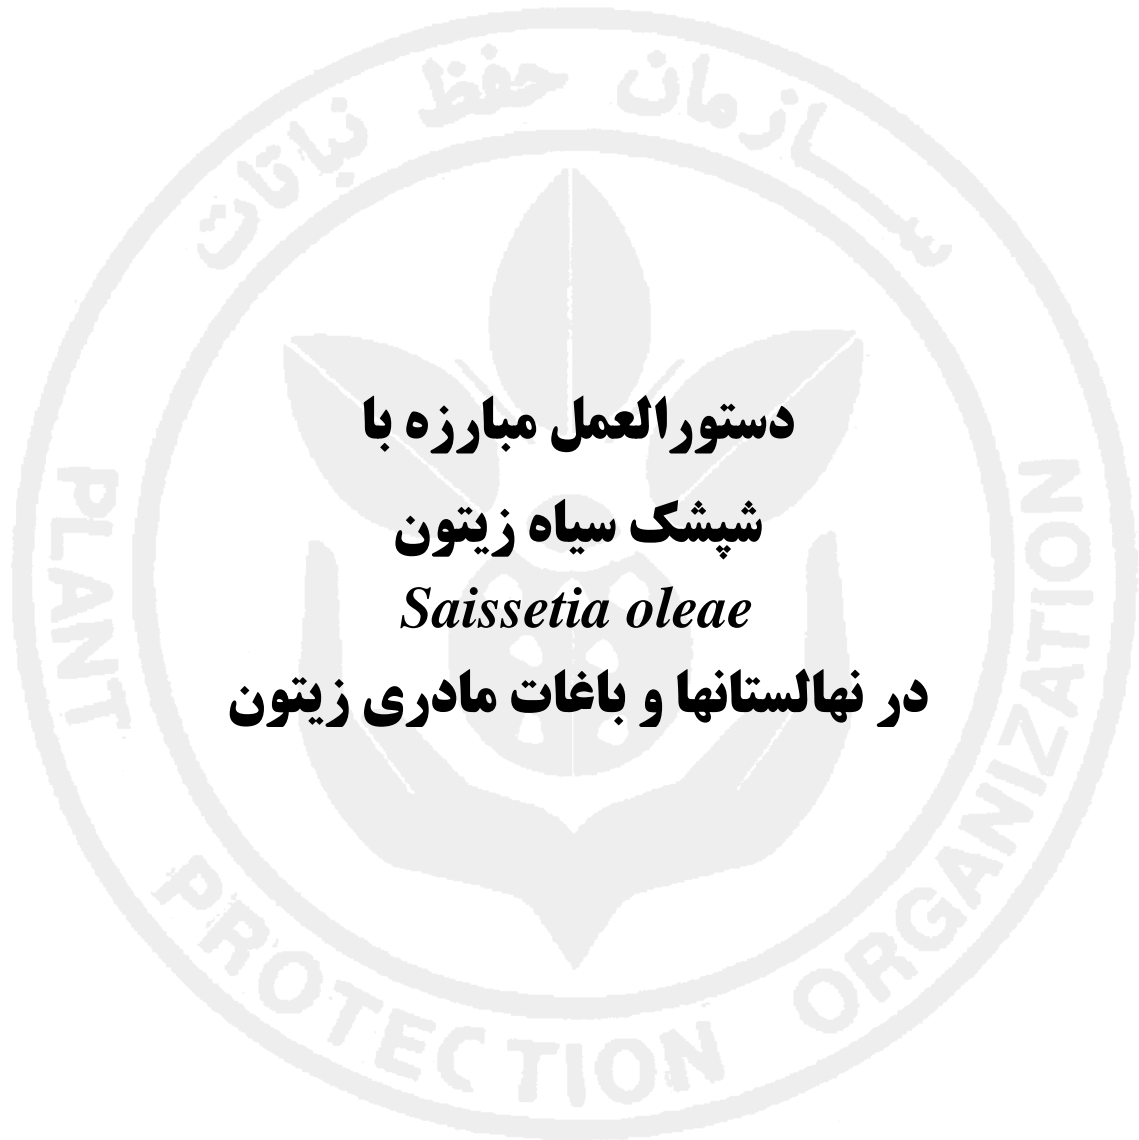 سازمان حفظ نباتات
دستورالعمل مبارزه با
شپشک سیاه زیتون
Saissetia oleae
در نهالستانها و باغات مادری زیتون
PLANT PROTECTION ORGANIZATION